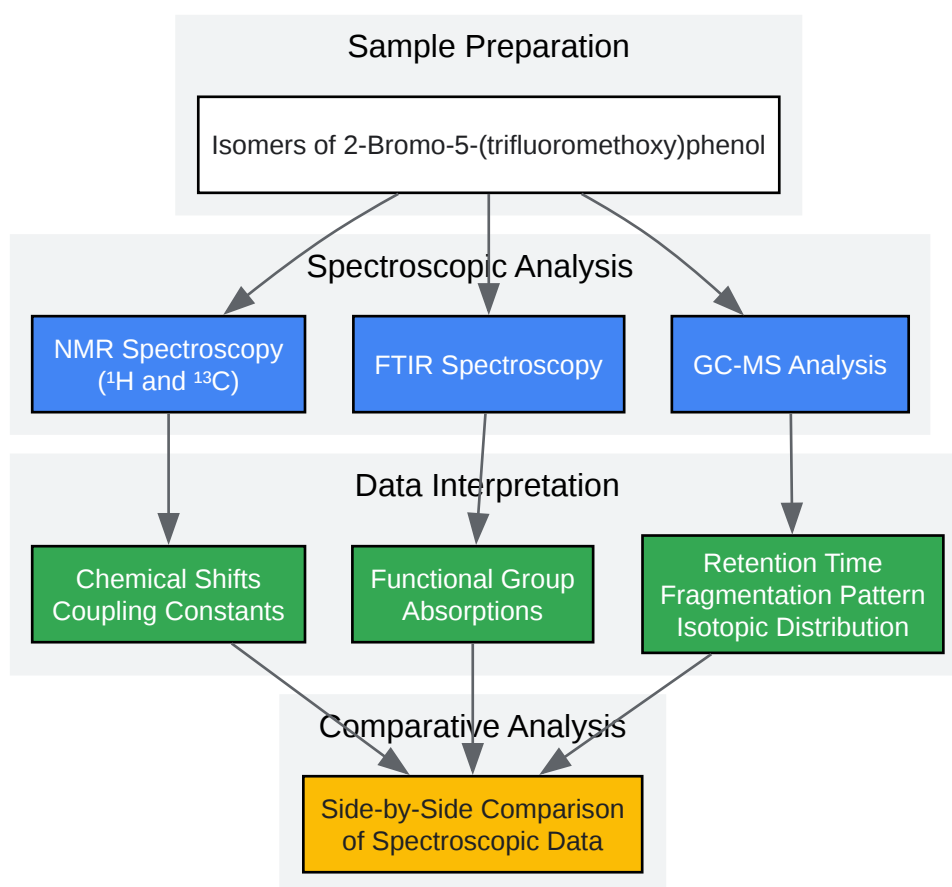 Sample Preparation
Isomers of 2-Bromo-5-(trifluoromethoxy)phenol
Spectroscopic Analysis
NMR Spectroscopy
(¹H and ¹³C)
FTIR Spectroscopy
GC-MS Analysis
Data Interpretation
Chemical Shifts
Coupling Constants
Functional Group
Absorptions
Retention Time
Fragmentation Pattern
Isotopic Distribution
Comparative Analysis
Side-by-Side Comparison
of Spectroscopic Data